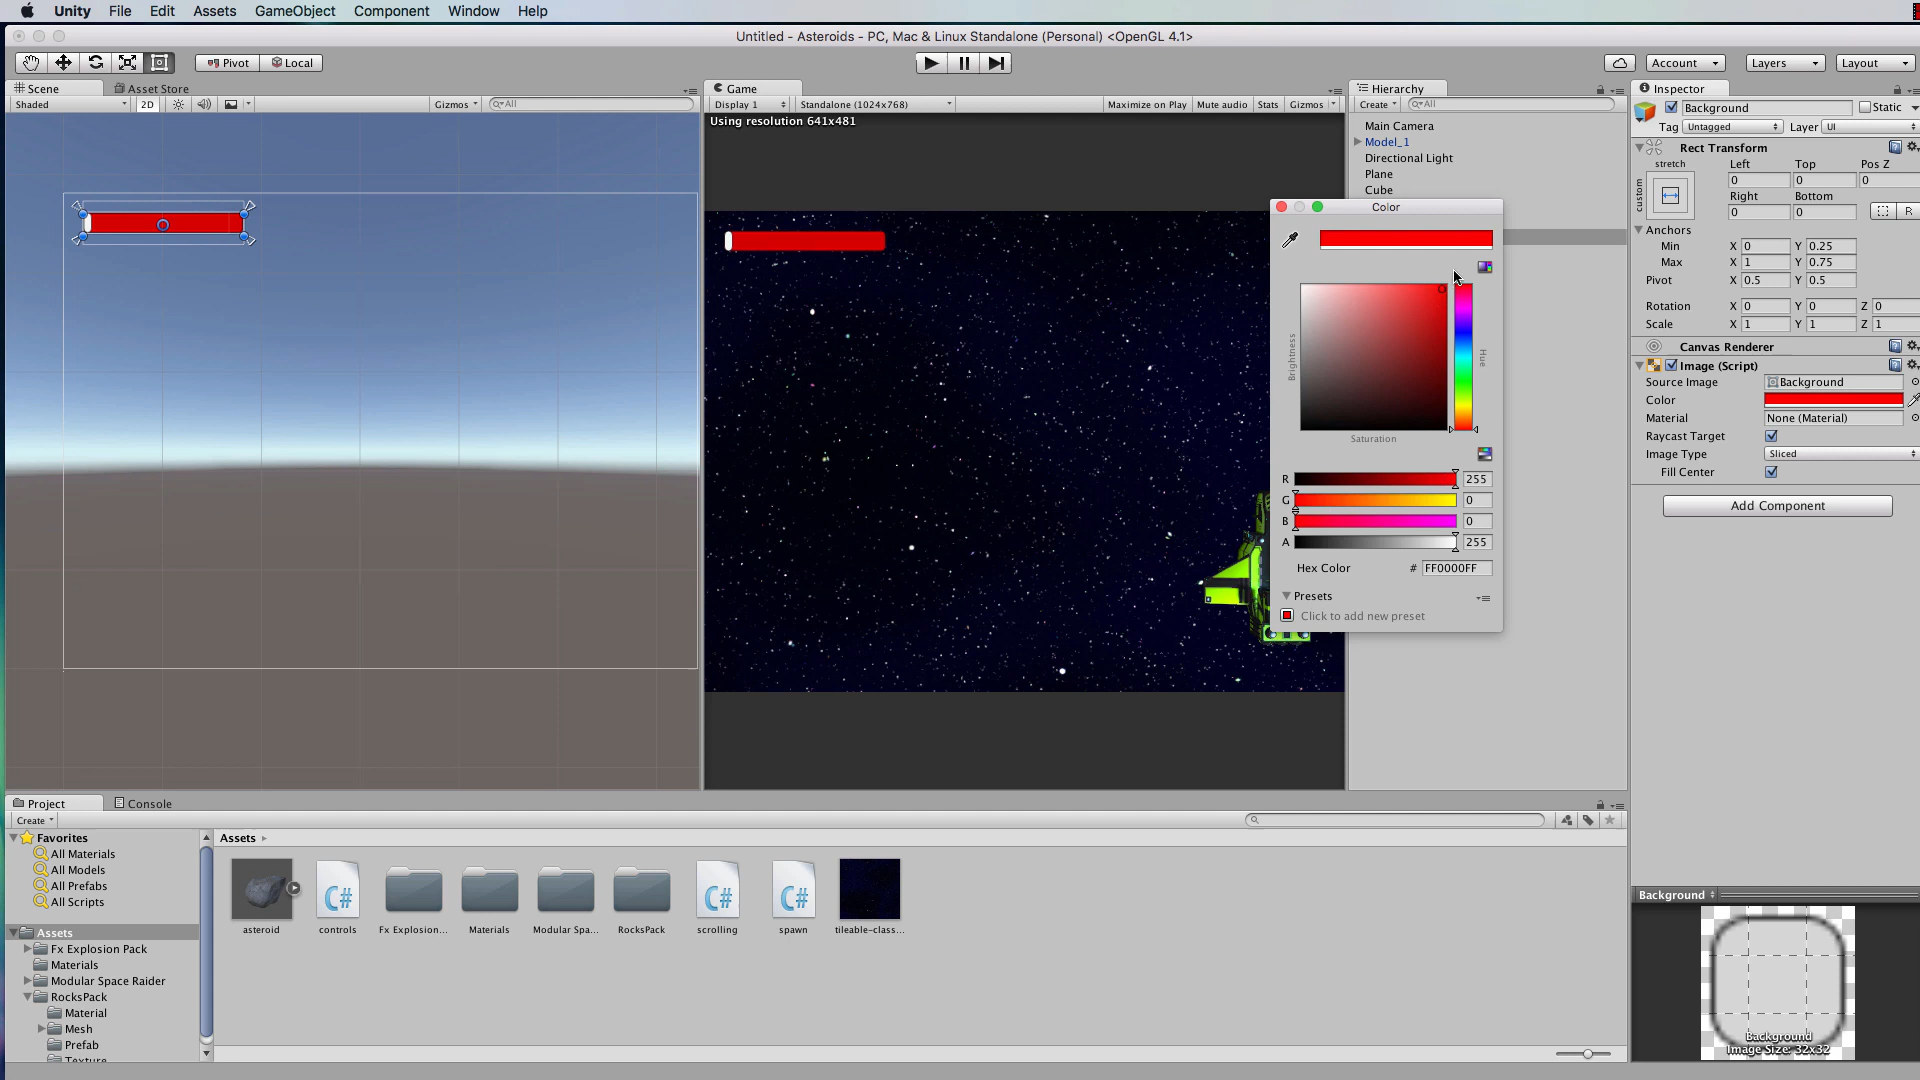 Unity File Edit Assets GameObject Component Window Help
Untitled - Asteroids - PC, Mac & Linux Standalone (Personal) <OpenGL 4.1>
Pivot Local Account Layers Layout
Scene Asset Store
Shaded 2D Gizmos All
Game
Display 1 Standalone (1024x768) Maximize on Play Mute audio Stats Gizmos
Using resolution 641x481
Hierarchy
Create All
Main Camera
Model_1
Directional Light
Plane
Cube
Color
Brightness
Hue
Saturation
R 255
G 0
B 0
A 255
Hex Color # FF0000FF
Presets
Click to add new preset
Inspector
Background Static
Tag Untagged Layer UI
Rect Transform
stretch Left Top Pos Z
custom
0 0 0
Right Bottom
0 0 R
Anchors
Min X 0 Y 0.25
Max X 1 Y 0.75
Pivot X 0.5 Y 0.5
Rotation X 0 Y 0 Z 0
Scale X 1 Y 1 Z 1
Canvas Renderer
Image (Script)
Source Image Background
Color
Material None (Material)
Raycast Target
Image Type Sliced
Fill Center
Add Component
Project Console
Create
Favorites
All Materials
All Models
All Prefabs
All Scripts
Assets
Fx Explosion Pack
Materials
Modular Space Raider
RocksPack
Material
Mesh
Prefab
Texture
Assets
C# C# C#
asteroid controls Fx Explosion... Materials Modular Spa... RocksPack scrolling spawn tileable-class...
Background
Background
Image Size: 32x32